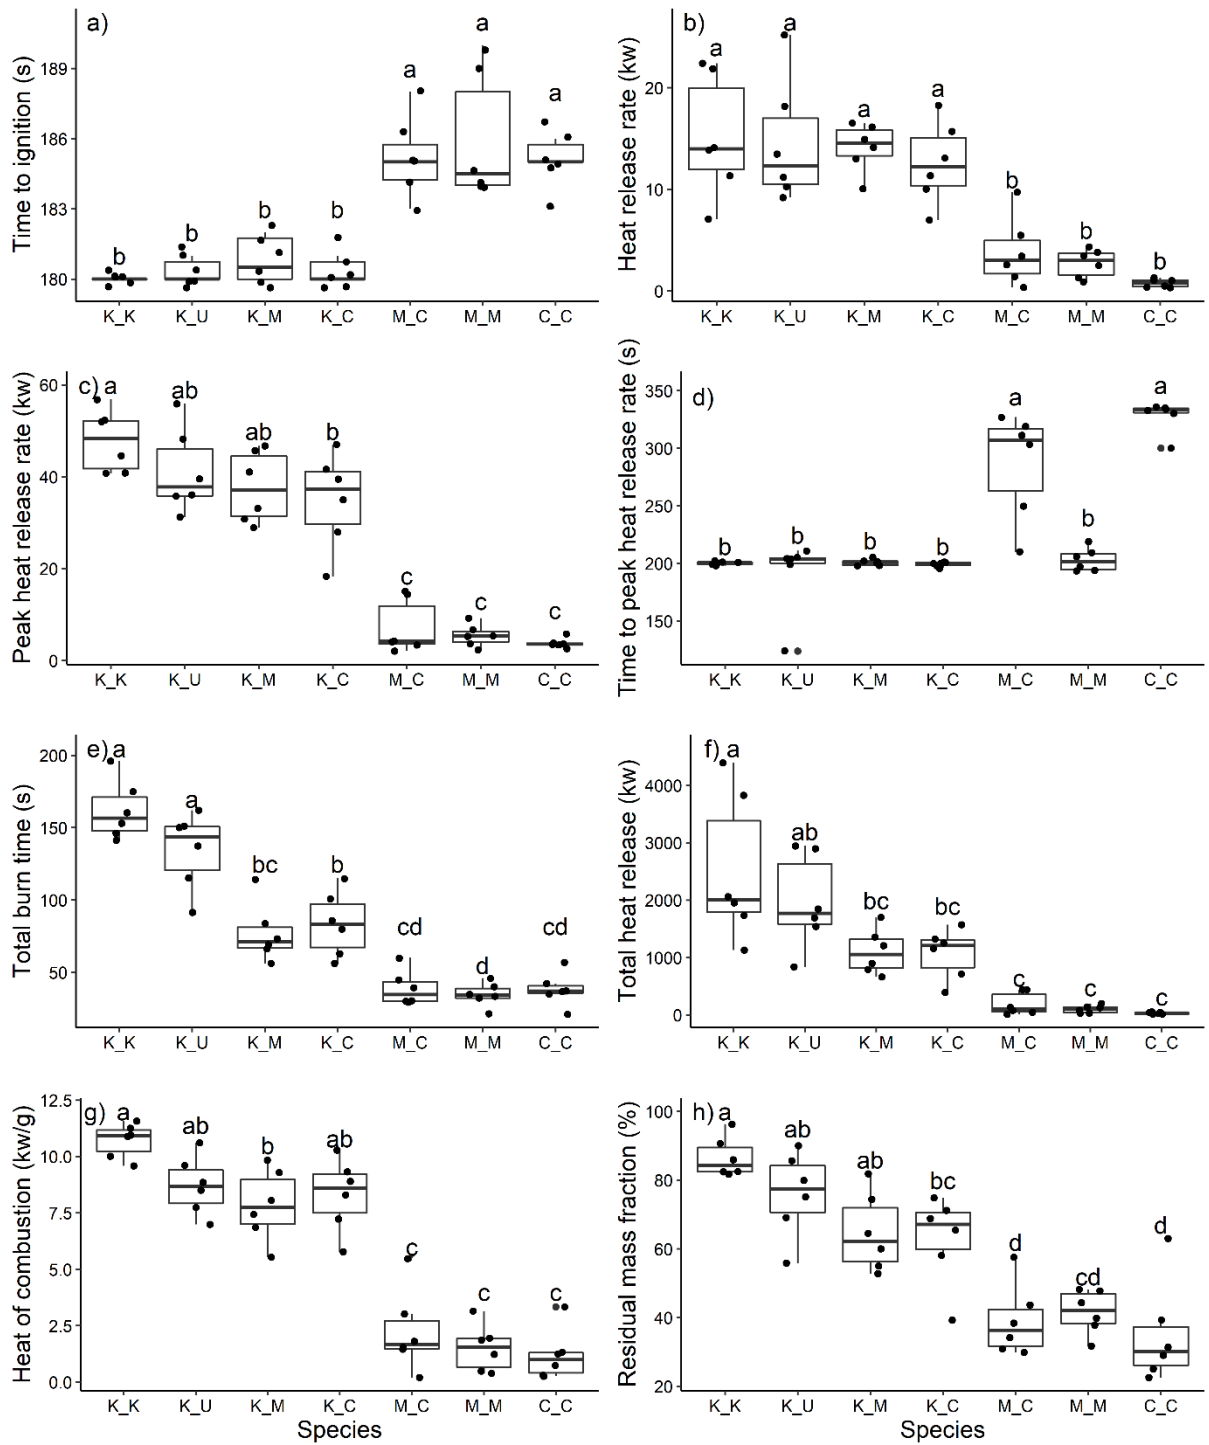 a)
Time to ignition (s)
189
186
183
180
b b b b a a a
K_K K_U K_M K_C M_C M_M C_C
b)
Heat release rate (kw)
20
10
0
a a a a b b b
K_K K_U K_M K_C M_C M_M C_C
c)
Peak heat release rate (kw)
60
40
20
0
a ab ab b c c c
K_K K_U K_M K_C M_C M_M C_C
d)
Time to peak heat release rate (s)
350
300
250
200
150
b b b b a b a
K_K K_U K_M K_C M_C M_M C_C
e)
Total burn time (s)
200
150
100
50
a a bc b cd d cd
K_K K_U K_M K_C M_C M_M C_C
f)
Total heat release (kw)
4000
3000
2000
1000
0
a ab bc bc c c c
K_K K_U K_M K_C M_C M_M C_C
g)
Heat of combustion (kw/g)
12.5
10.0
7.5
5.0
2.5
0.0
a ab b ab c c c
K_K K_U K_M K_C M_C M_M C_C
Species
h)
Residual mass fraction (%)
100
80
60
40
20
a ab ab bc d cd d
K_K K_U K_M K_C M_C M_M C_C
Species